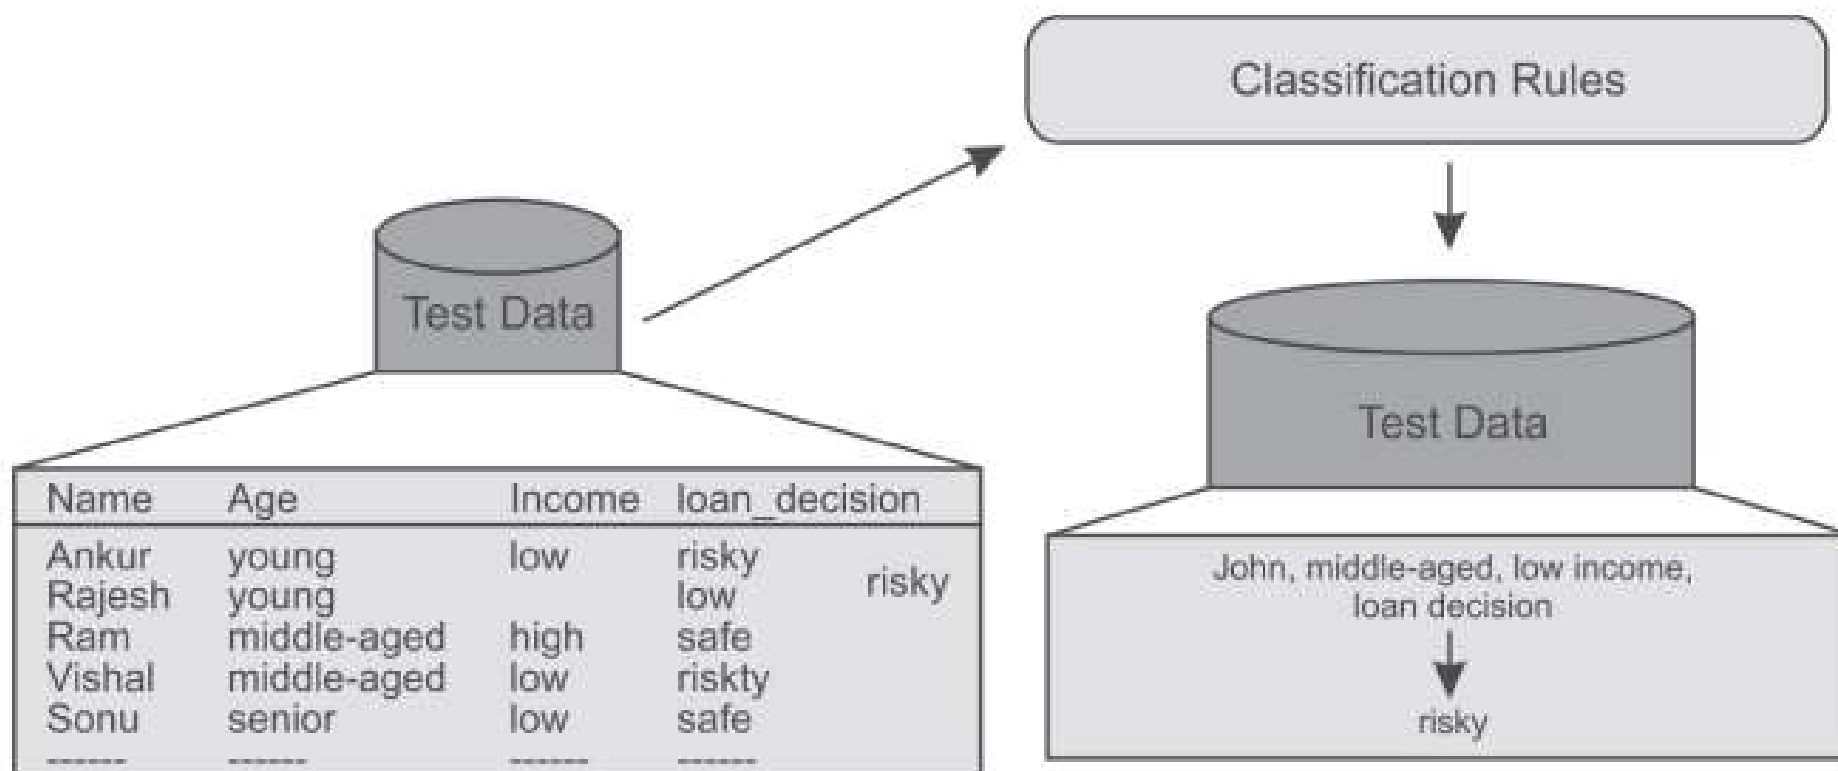 Classification Rules
Test Data
Name Age Income loan_decision
Ankur young low risky
risky
Rajesh young low
Ram middle-aged high safe
Vishal middle-aged low riskty
Sonu senior low safe
------ ------ ------ ------
Test Data
John, middle-aged, low income,
loan decision
risky